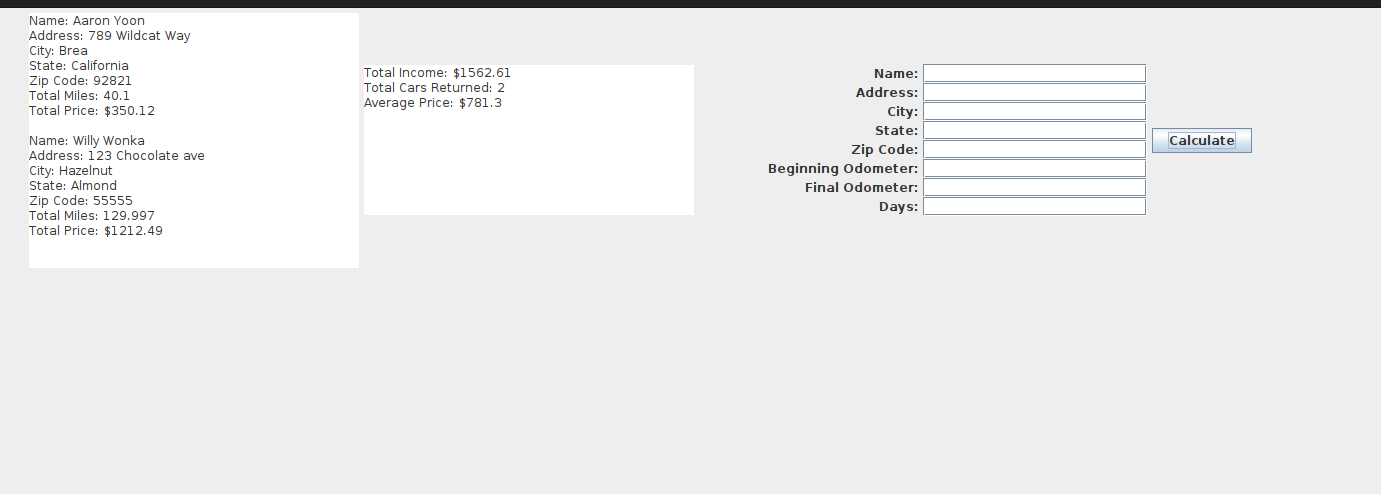 Name: Aaron Yoon
Address: 789 Wildcat Way
City: Brea
State: California
Zip Code: 92821
Total Miles: 40.1
Total Price: $350.12
Name: Willy Wonka
Address: 123 Chocolate ave
City: Hazelnut
State: Almond
Zip Code: 55555
Total Miles: 129.997
Total Price: $1212.49
Total Income: $1562.61
Total Cars Returned: 2
Average Price: $781.3
Name:
Address:
City:
State:
Zip Code:
Beginning Odometer:
Final Odometer:
Days:
Calculate